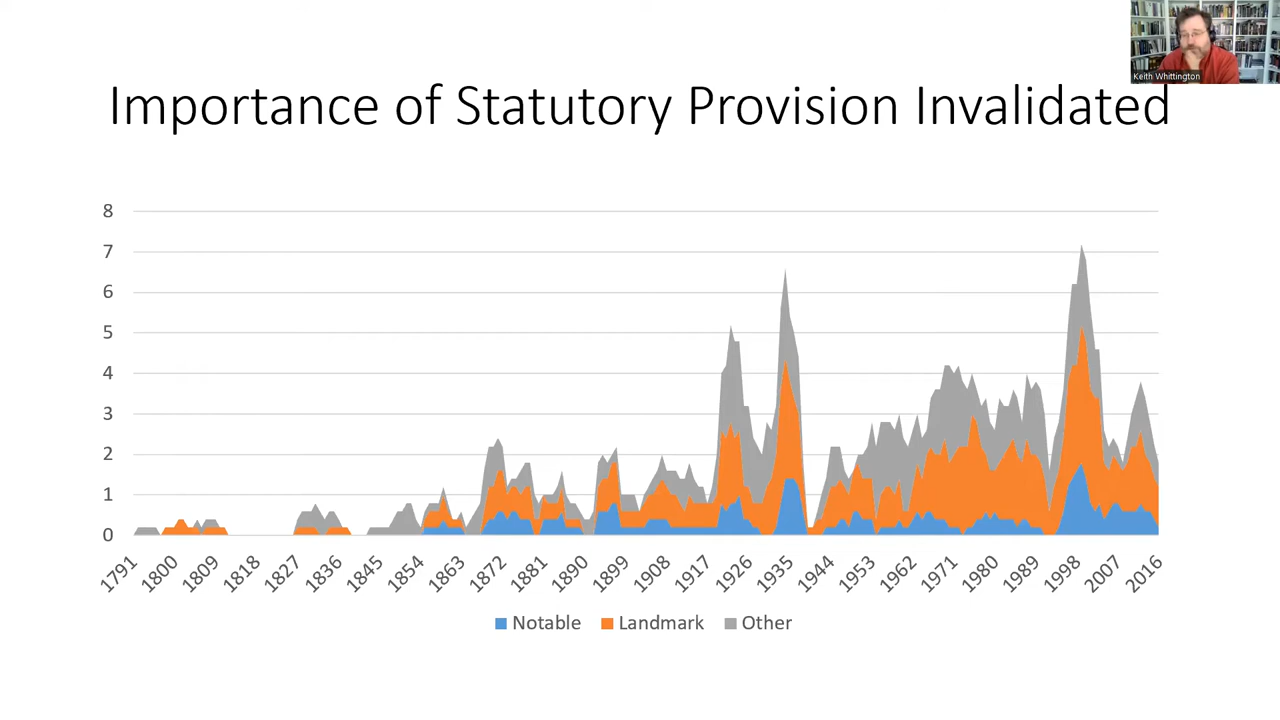 Keith Whittington
Importance of Statutory Provision Invalidated
8
7
6
5
4
3
2
1
0
1791 1800 1809 1818 1827 1836 1845 1854 1863 1872 1881 1890 1899 1908 1917 1926 1935 1944 1953 1962 1971 1980 1989 1998 2007 2016
Notable Landmark Other